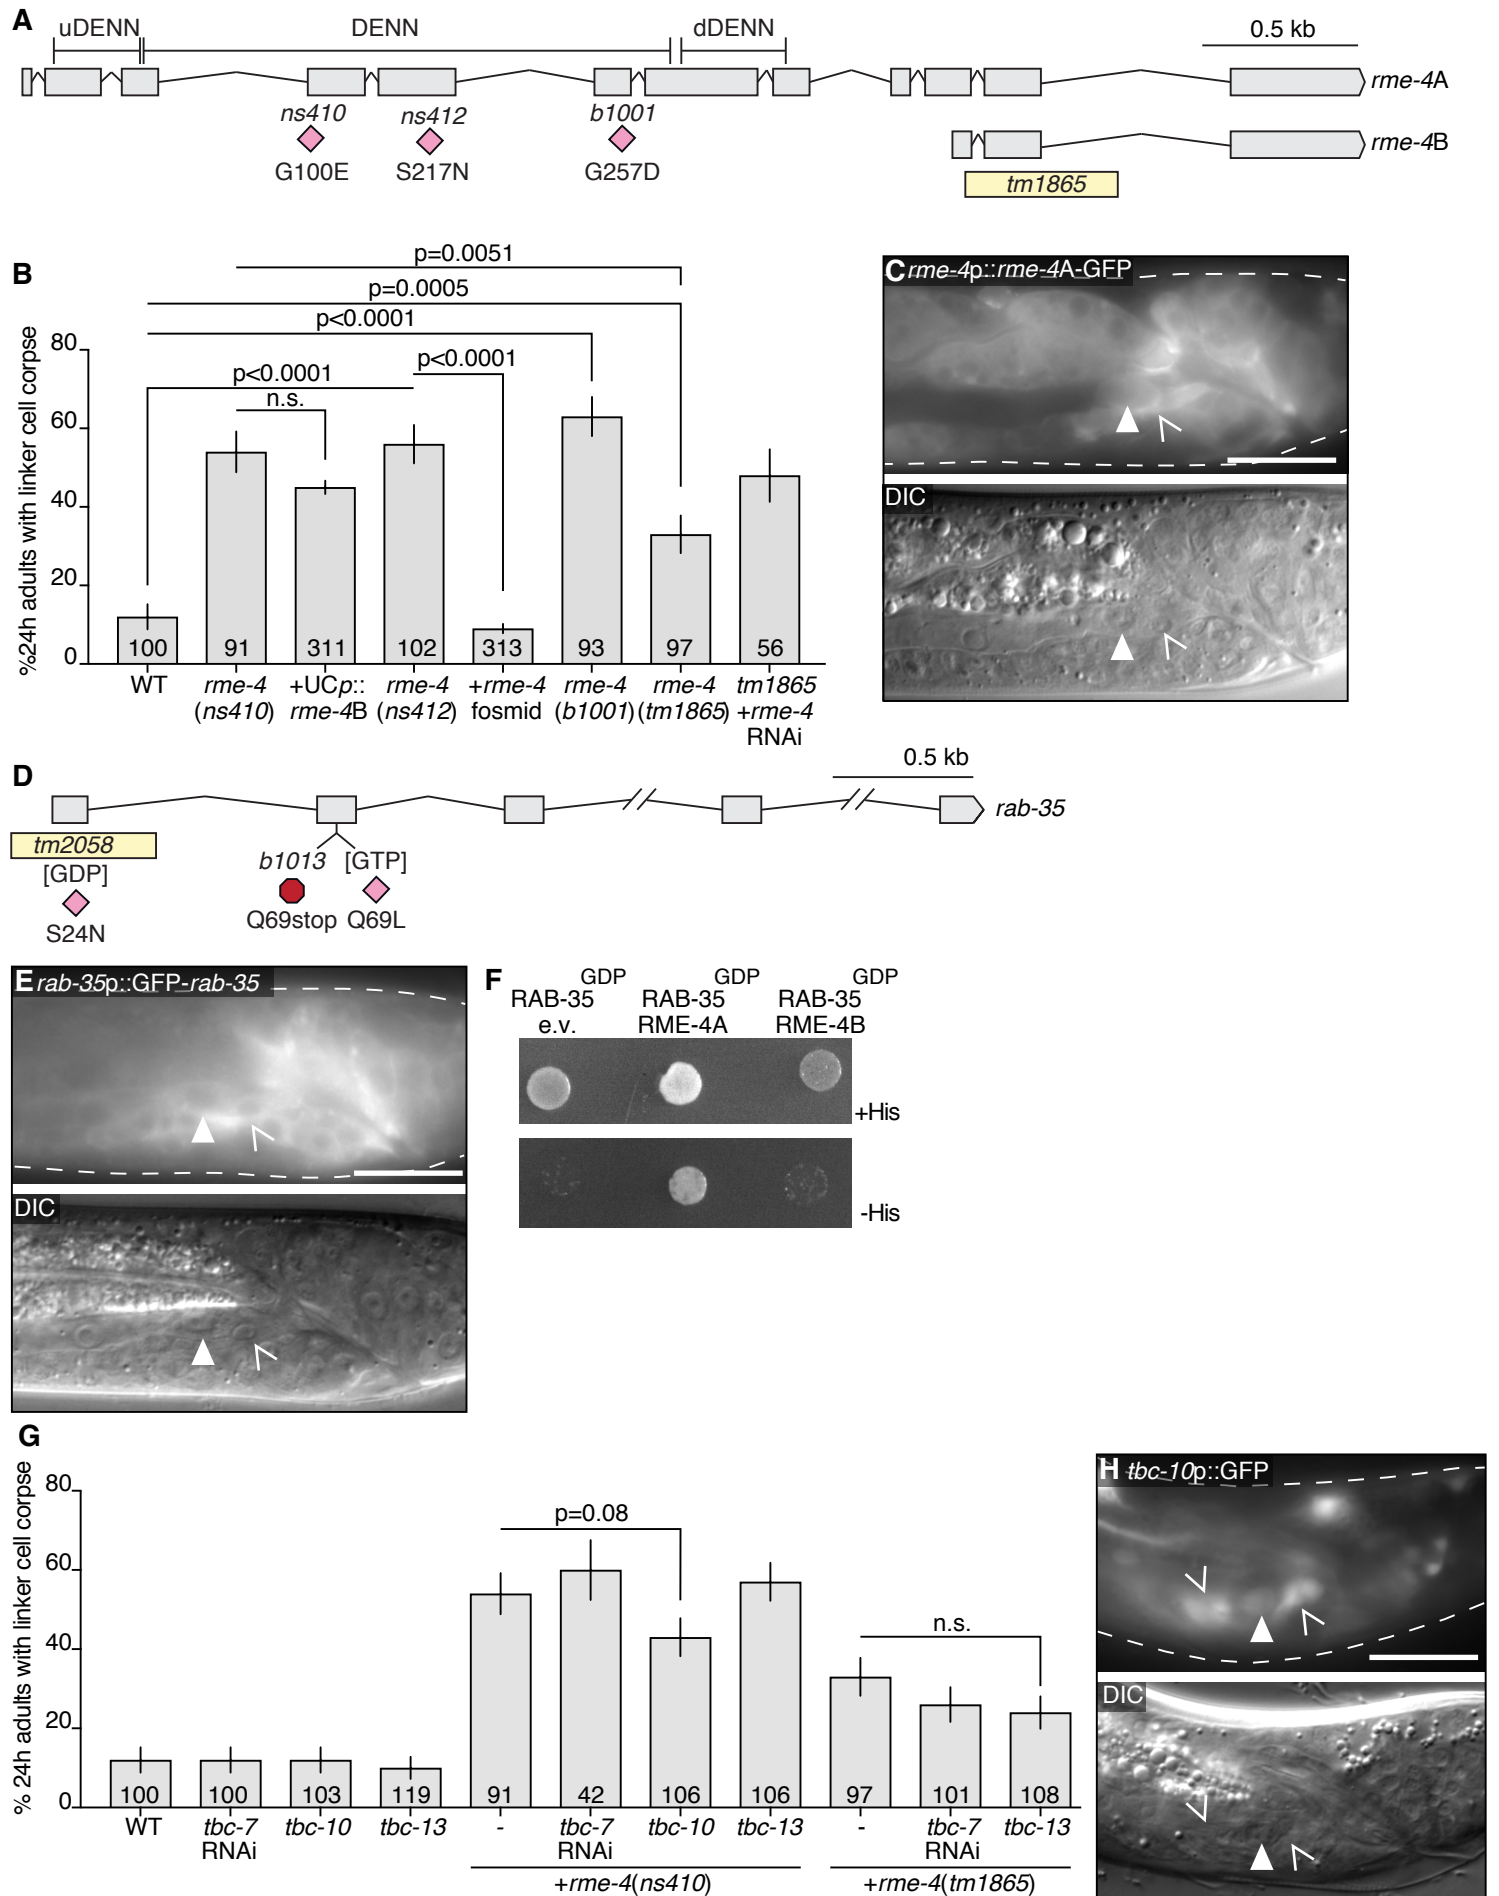 A
uDENN
DENN
dDENN
0.5 kb
rme-4A
ns410
ns412
b1001
G100E
S217N
G257D
rme-4B
tm1865
B
p=0.0051
p=0.0005
p<0.0001
p<0.0001
p<0.0001
n.s.
%24h adults with linker cell corpse
80
60
40
20
0
100 91 311 102 313 93 97 56
WT
rme-4
(ns410)
+UCp::
rme-4B
rme-4
(ns412)
+rme-4
fosmid
rme-4
(b1001)
rme-4
(tm1865)
tm1865
+rme-4
RNAi
C rme-4p::rme-4A-GFP
DIC
D
0.5 kb
rab-35
tm2058
[GDP]
S24N
b1013
[GTP]
Q69stop
Q69L
E rab-35p::GFP-rab-35
DIC
F
GDP GDP GDP
RAB-35 RAB-35 RAB-35
e.v. RME-4A RME-4B
+His
-His
G
% 24h adults with linker cell corpse
80
60
40
20
0
p=0.08
n.s.
100 100 103 119 91 42 106 106 97 101 108
WT
tbc-7
RNAi
tbc-10
tbc-13
-
tbc-7
RNAi
tbc-10
tbc-13
-
tbc-7
RNAi
tbc-13
+rme-4(ns410)
+rme-4(tm1865)
H tbc-10p::GFP
DIC